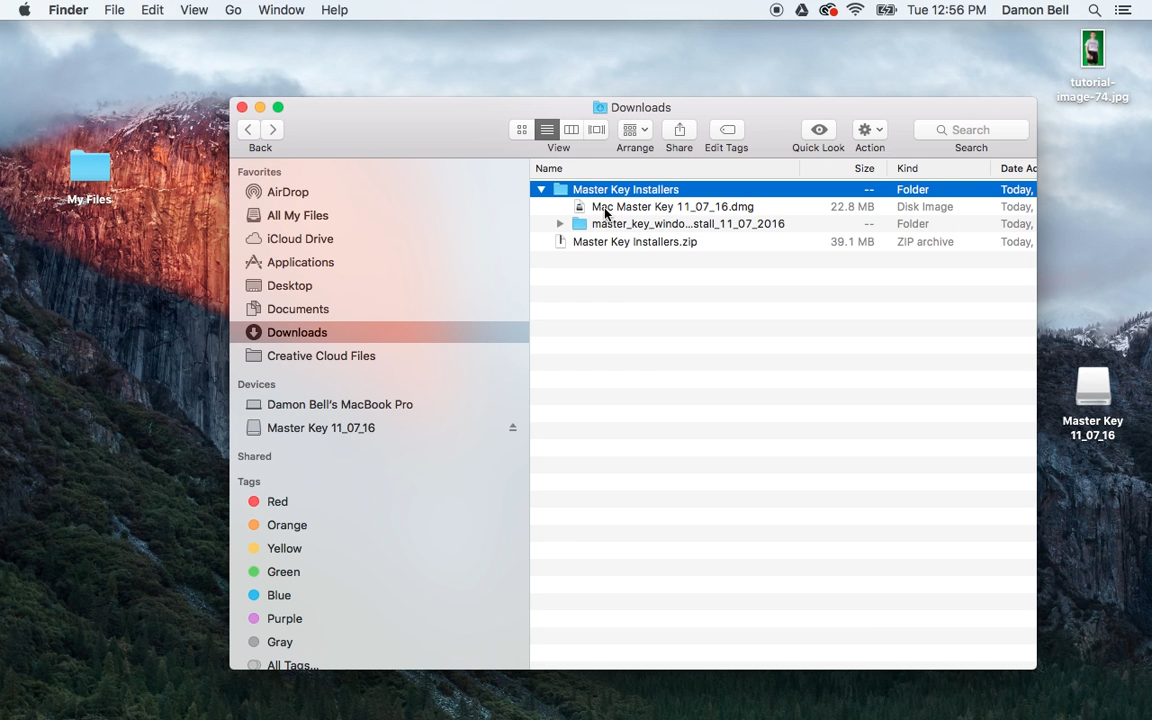 Finder File Edit View Go Window Help Tue 12:56 PM Damon Bell
tutorial-
image-74.jpg
My Files
Downloads
Back View Arrange Share Edit Tags Quick Look Action Search
Search
Favorites
AirDrop
All My Files
iCloud Drive
Applications
Desktop
Documents
Downloads
Creative Cloud Files
Devices
Damon Bell's MacBook Pro
Master Key 11_07_16
Shared
Tags
Red
Orange
Yellow
Green
Blue
Purple
Gray
All Tags...
Name Size Kind Date Ac
Master Key Installers -- Folder Today,
Mac Master Key 11_07_16.dmg 22.8 MB Disk Image Today,
master_key_windo...stall_11_07_2016 -- Folder Today,
Master Key Installers.zip 39.1 MB ZIP archive Today,
Master Key
11_07_16